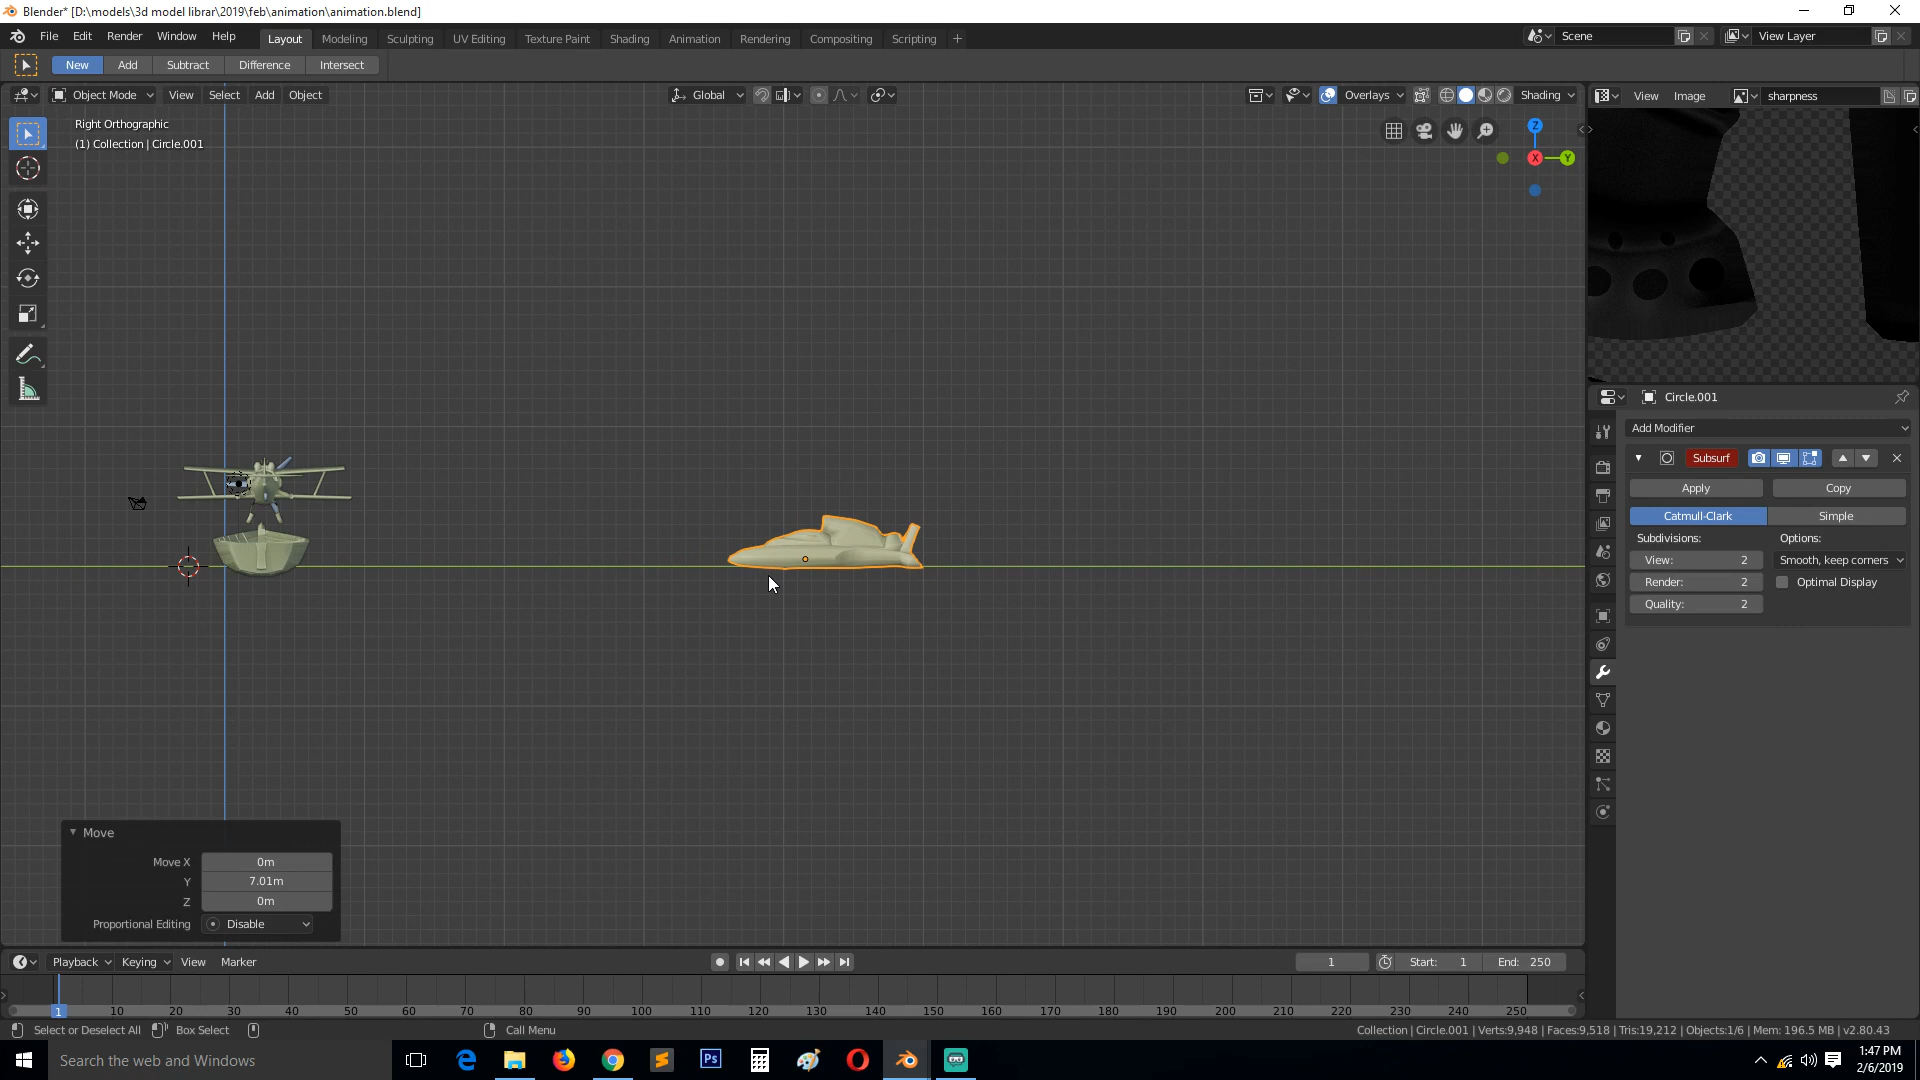 Blender* [D:\models\3d model librar\2019\feb\animation\animation.blend]
File Edit Render Window Help Layout Modeling Sculpting UV Editing Texture Paint Shading Animation Rendering Compositing Scripting + Scene View Layer
New Add Subtract Difference Intersect
Object Mode View Select Add Object Global Overlays Shading View Image sharpness
Right Orthographic
(1) Collection | Circle.001
Z
X Y
Circle.001
Add Modifier
Subsurf
Apply Copy
Catmull-Clark Simple
Subdivisions: Options:
View: 2 Smooth, keep corners
Render: 2 Optimal Display
Quality: 2
Move
Move X 0m
Y 7.01m
Z 0m
Proportional Editing Disable
Playback Keying View Marker 1 Start: 1 End: 250
1 10 20 30 40 50 60 70 80 90 100 110 120 130 140 150 160 170 180 190 200 210 220 230 240 250
Select or Deselect All Box Select Call Menu Collection | Circle.001 | Verts:9,948 | Faces:9,518 | Tris:19,212 | Objects:1/6 | Mem: 196.5 MB | v2.80.43
Search the web and Windows Ps 1:47 PM
2/6/2019